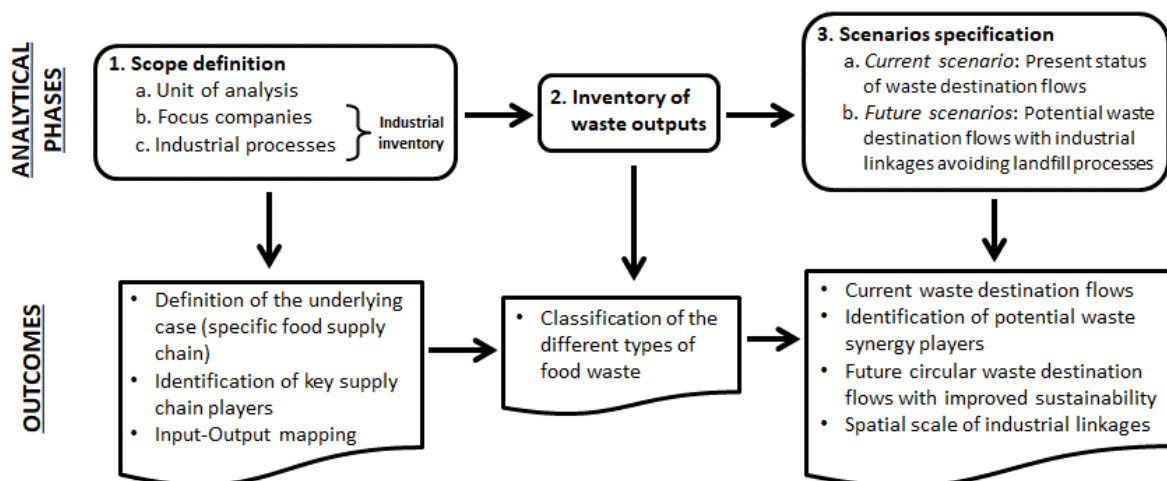 ANALYTICAL
PHASES
1. Scope definition
a. Unit of analysis
b. Focus companies
c. Industrial processes
Industrial
inventory
2. Inventory of
waste outputs
3. Scenarios specification
a. Current scenario: Present status
of waste destination flows
b. Future scenarios: Potential waste
destination flows with industrial
linkages avoiding landfill processes
OUTCOMES
• Definition of the underlying
case (specific food supply
chain)
• Identification of key supply
chain players
• Input-Output mapping
• Classification of the
different types of
food waste
• Current waste destination flows
• Identification of potential waste
synergy players
• Future circular waste destination
flows with improved sustainability
• Spatial scale of industrial linkages